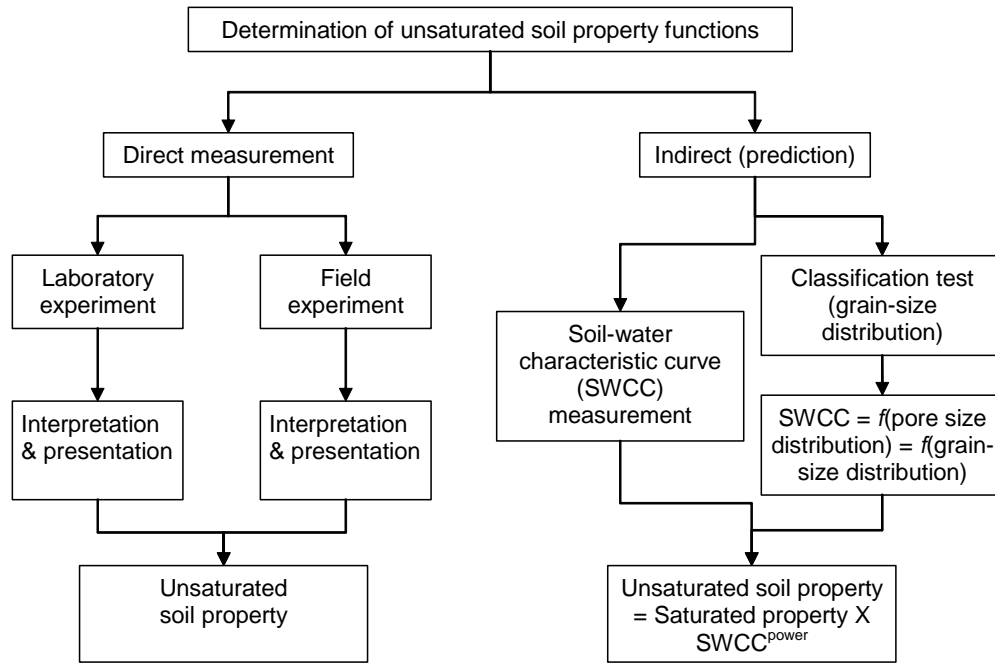 Determination of unsaturated soil property functions
Direct measurement
Indirect (prediction)
Laboratory
experiment
Field
experiment
Interpretation
& presentation
Interpretation
& presentation
Unsaturated
soil property
Soil-water
characteristic curve
(SWCC)
measurement
Classification test
(grain-size
distribution)
SWCC = f(pore size
distribution) = f(grain-
size distribution)
Unsaturated soil property
= Saturated property X
SWCC^power